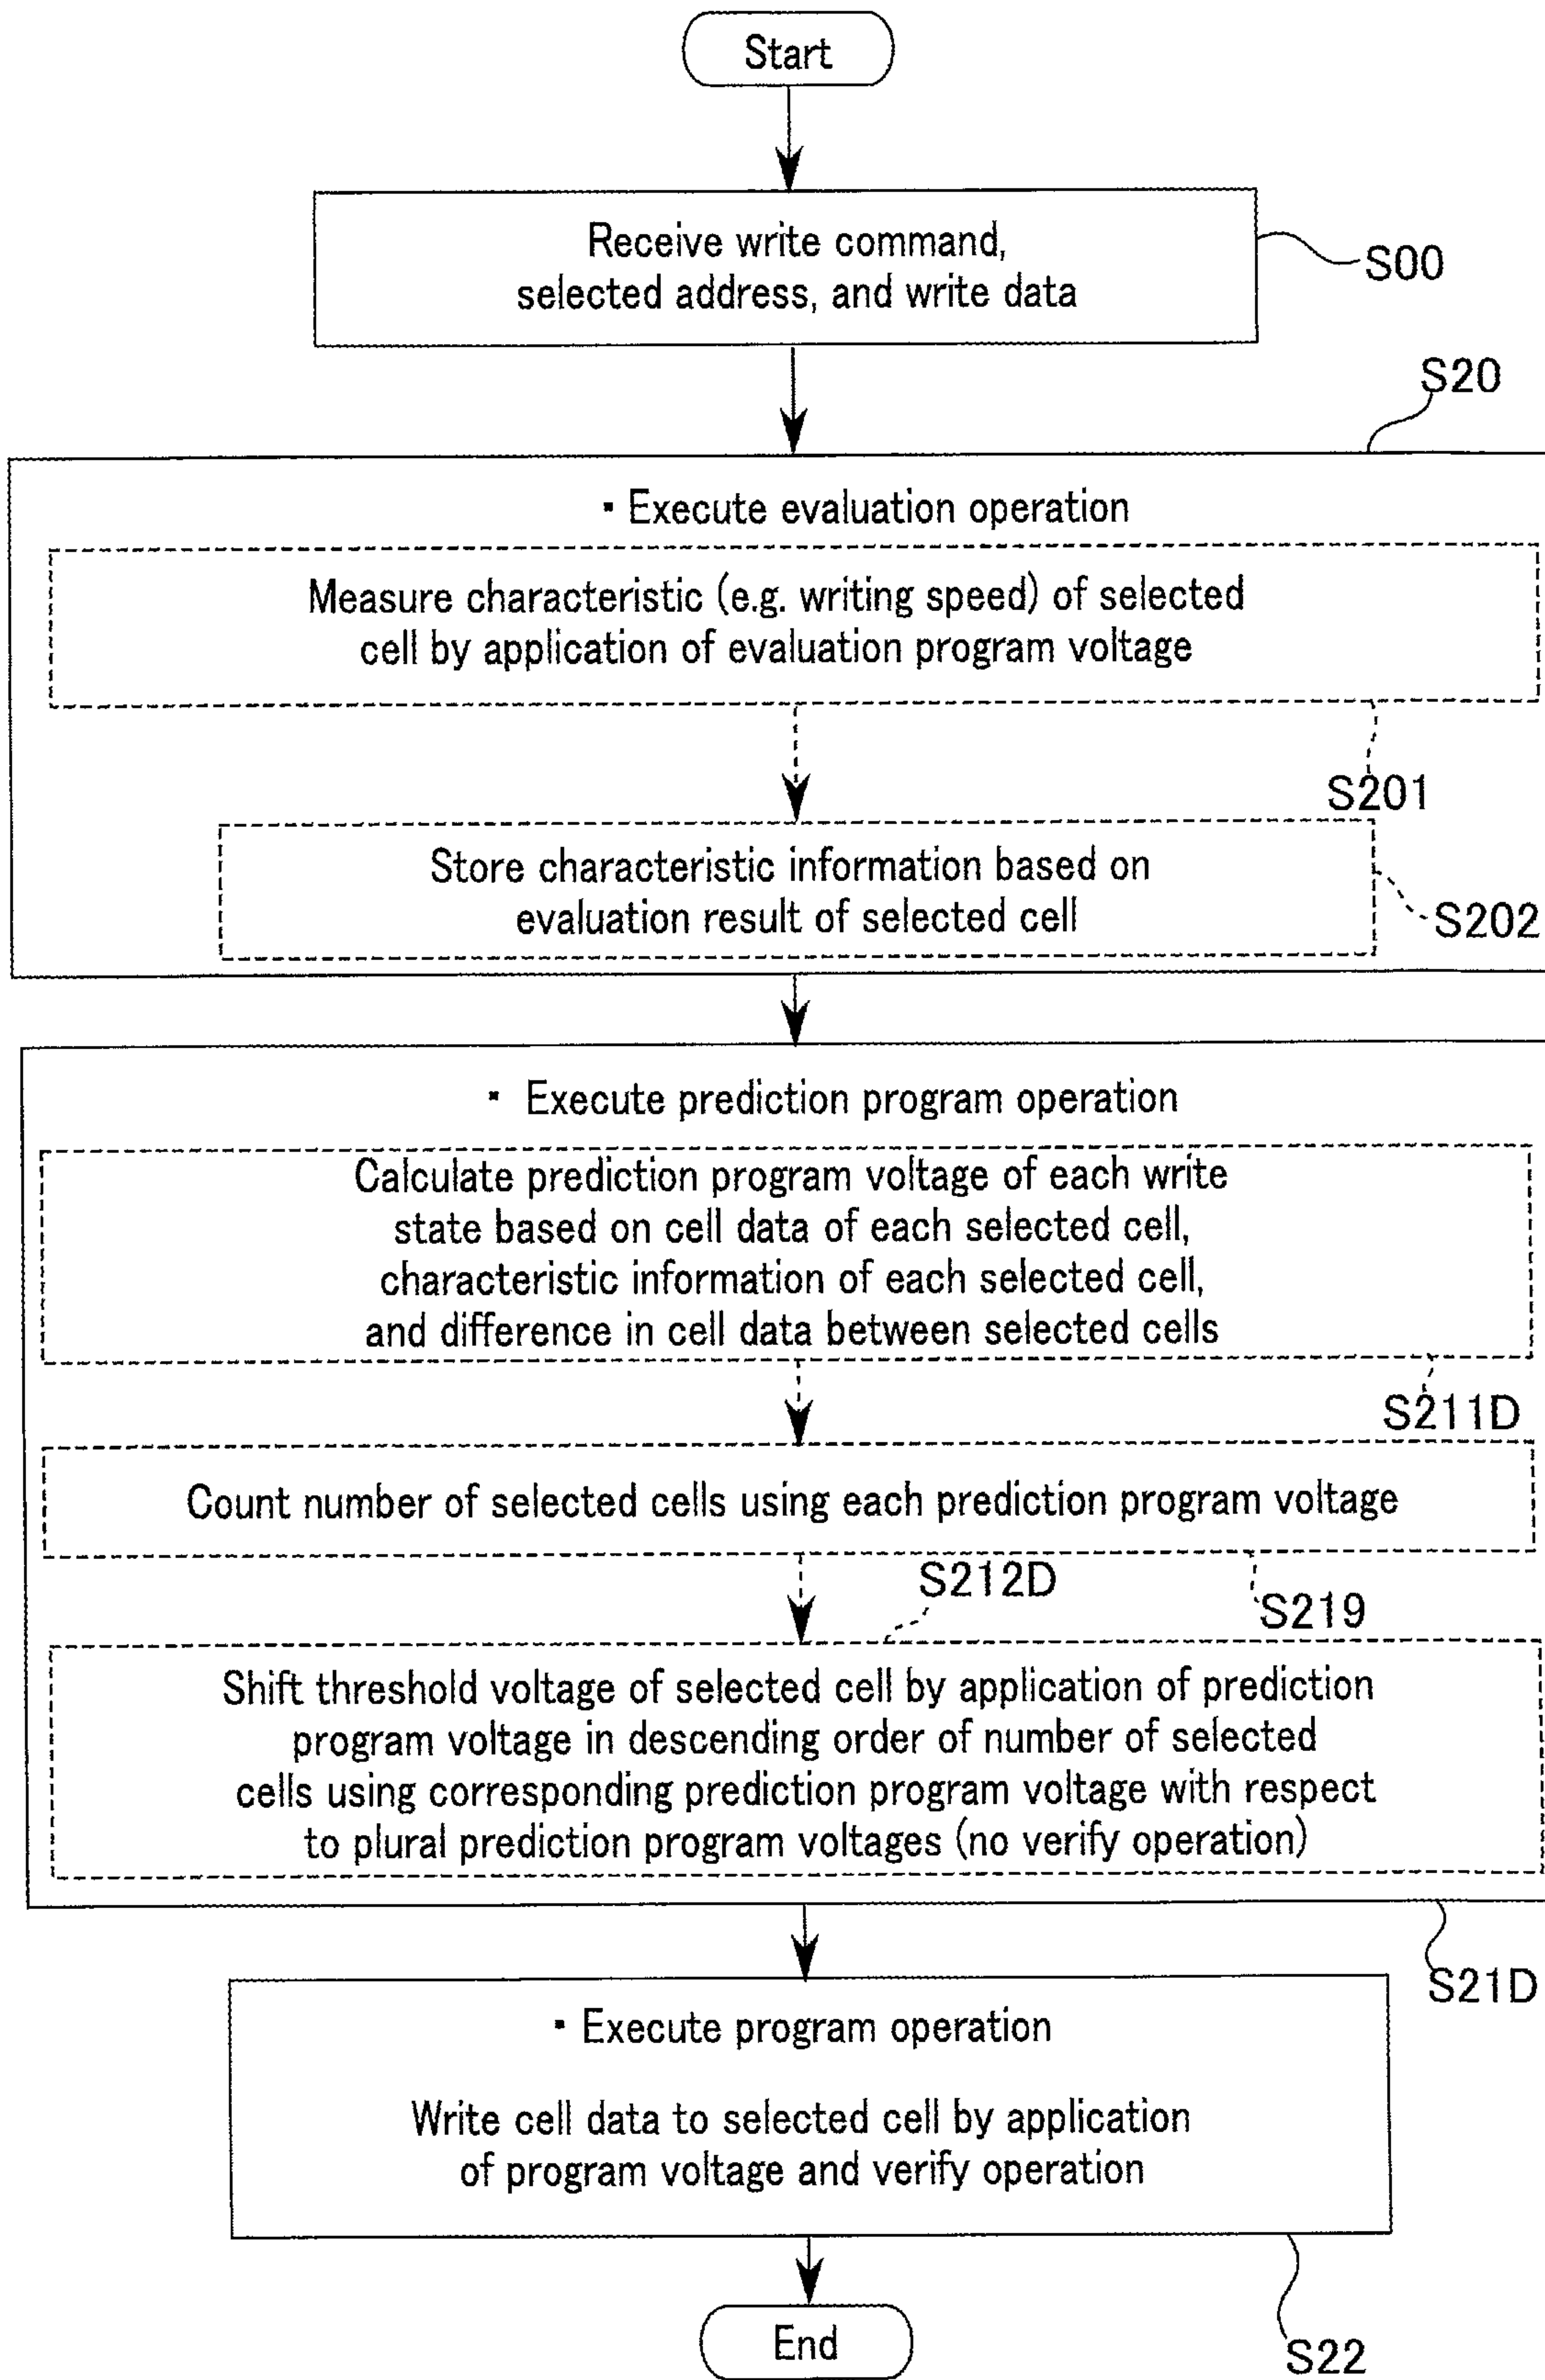 Start
Receive write command,
selected address, and write data
S00
S20
▪ Execute evaluation operation
Measure characteristic (e.g. writing speed) of selected
cell by application of evaluation program voltage
S201
Store characteristic information based on
evaluation result of selected cell
S202
▪ Execute prediction program operation
Calculate prediction program voltage of each write
state based on cell data of each selected cell,
characteristic information of each selected cell,
and difference in cell data between selected cells
S211D
Count number of selected cells using each prediction program voltage
S212D
S219
Shift threshold voltage of selected cell by application of prediction
program voltage in descending order of number of selected
cells using corresponding prediction program voltage with respect
to plural prediction program voltages (no verify operation)
S21D
▪ Execute program operation
Write cell data to selected cell by application
of program voltage and verify operation
S22
End